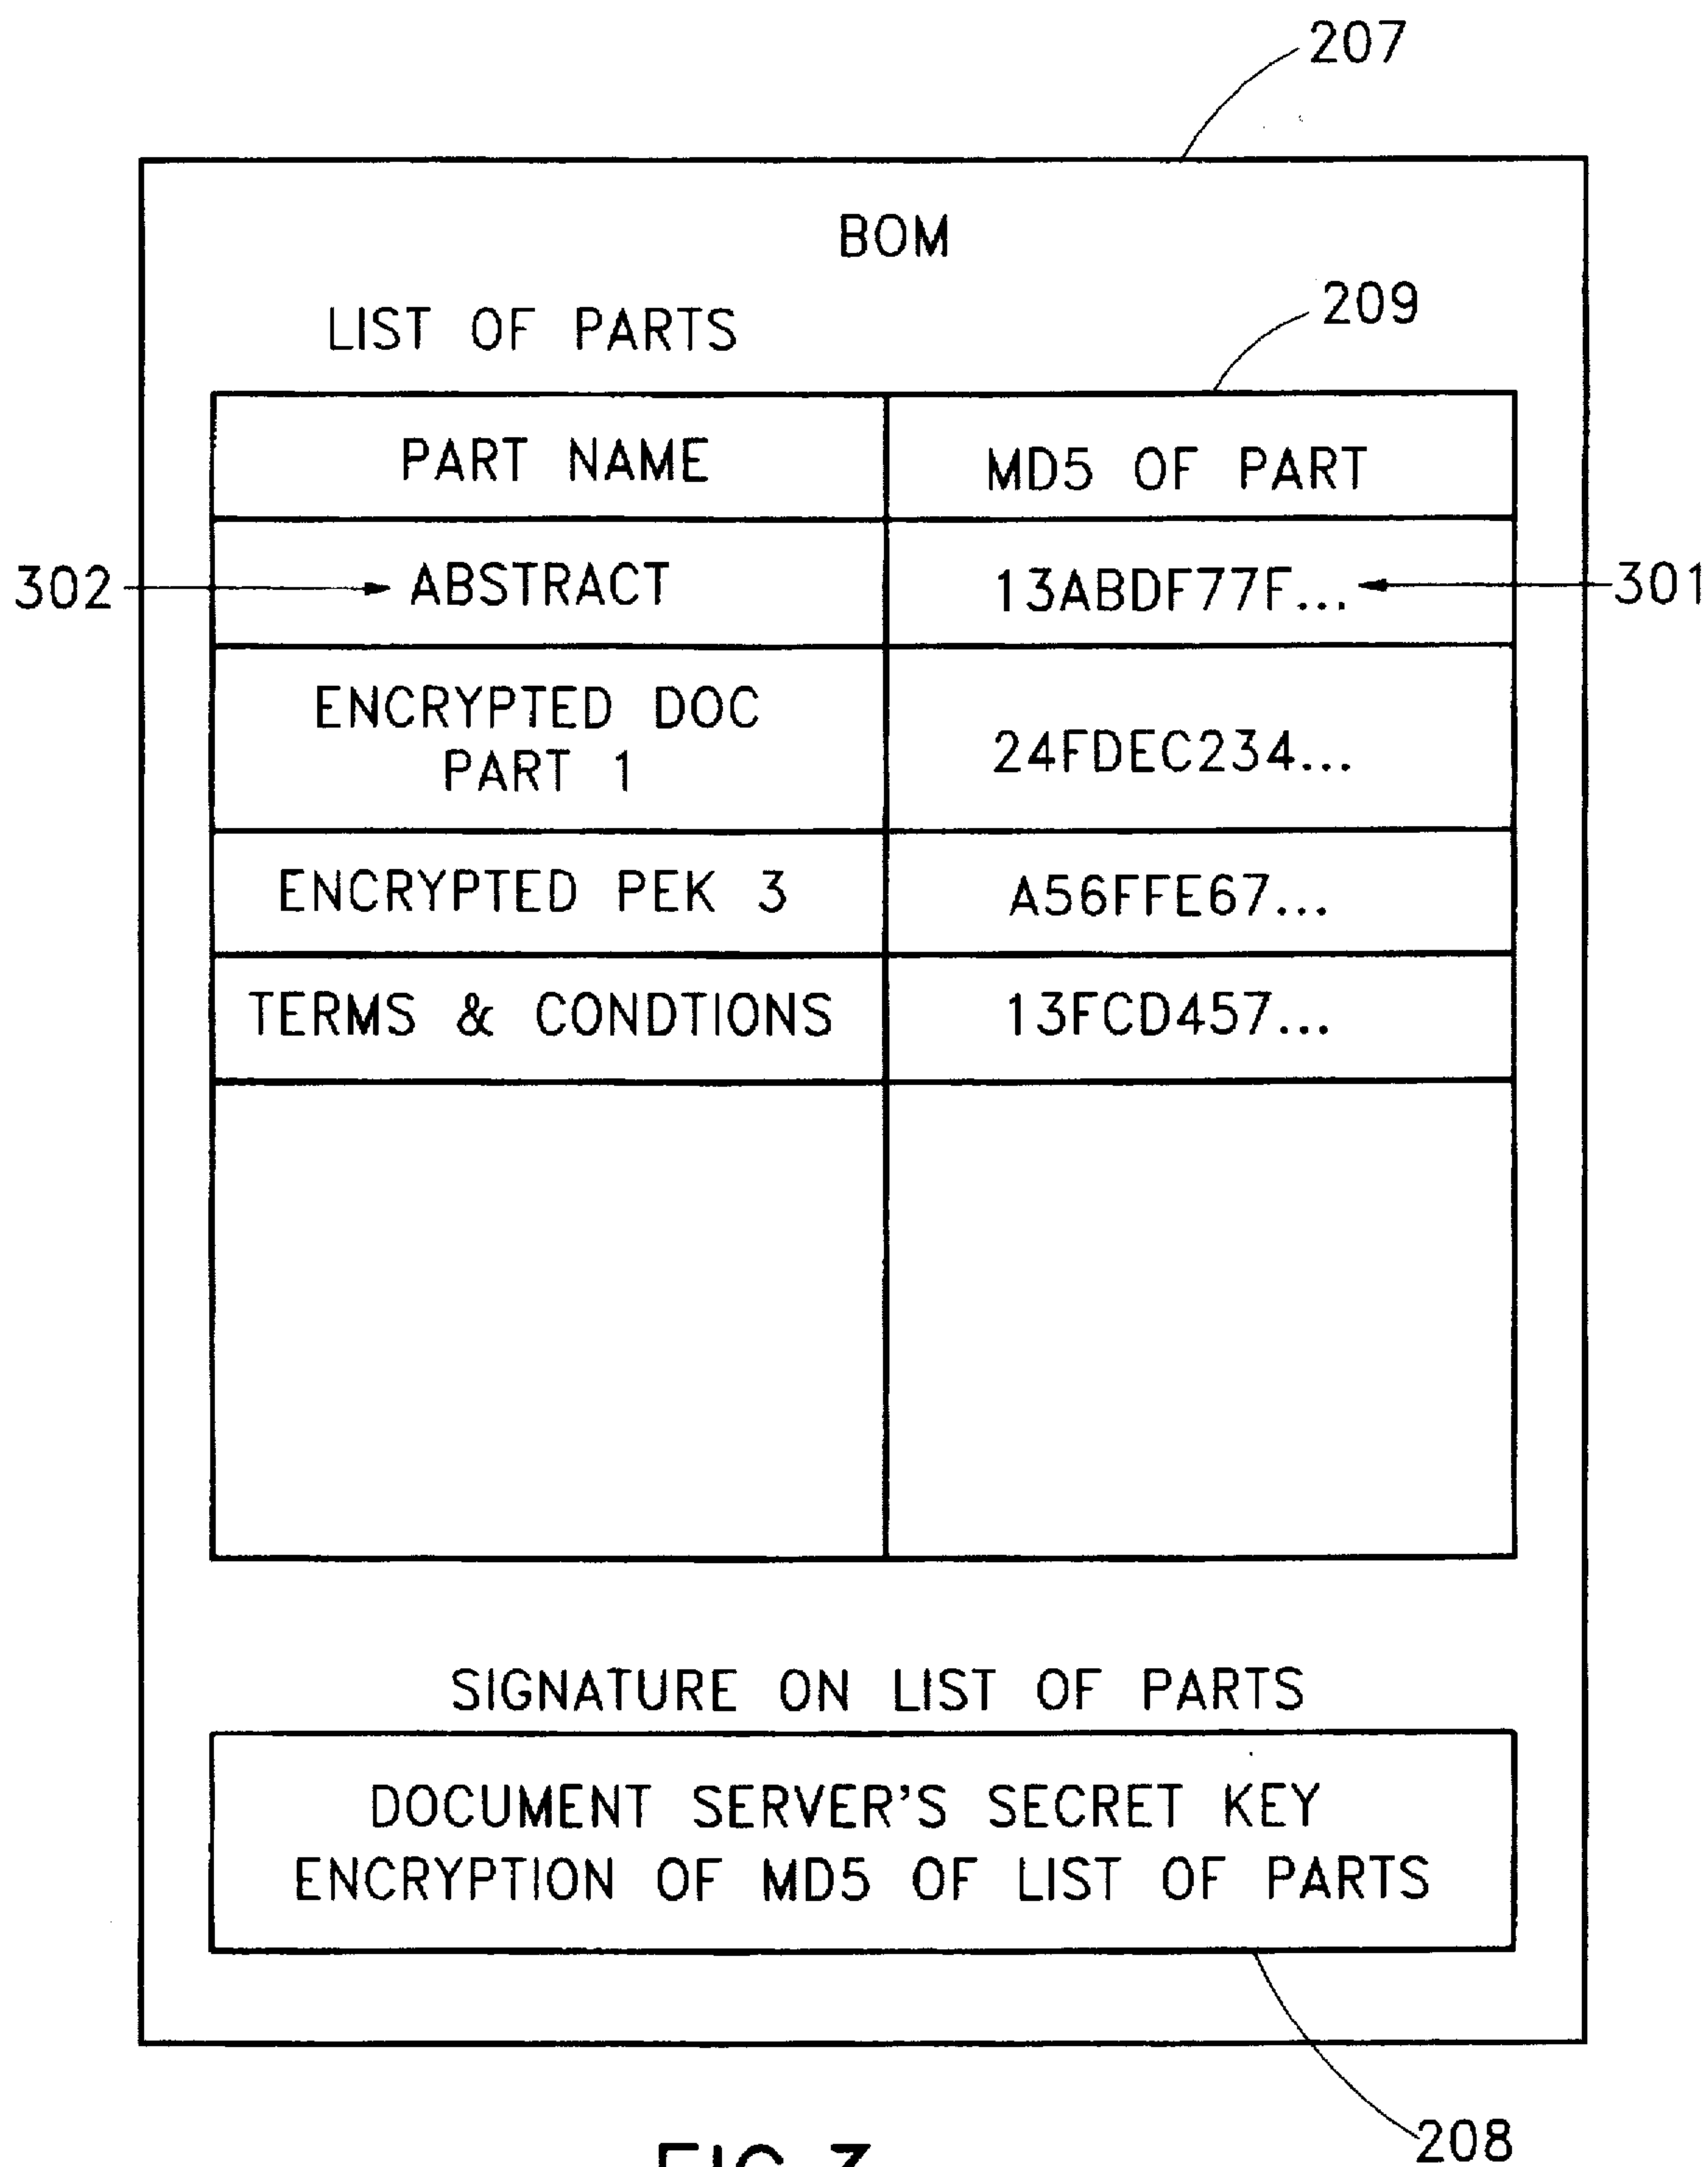 207
BOM
209
LIST OF PARTS
PART NAME MD5 OF PART
302 ABSTRACT 13ABDF77F... 301
ENCRYPTED DOC
PART 1
24FDEC234...
ENCRYPTED PEK 3 A56FFE67...
TERMS & CONDTIONS 13FCD457...
SIGNATURE ON LIST OF PARTS
DOCUMENT SERVER'S SECRET KEY
ENCRYPTION OF MD5 OF LIST OF PARTS
208
FIG.3